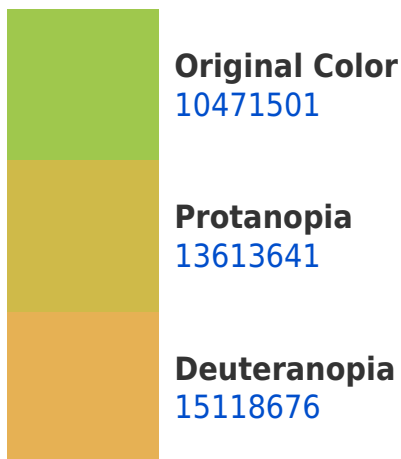 Original Color
10471501
Protanopia
13613641
Deuteranopia
15118676